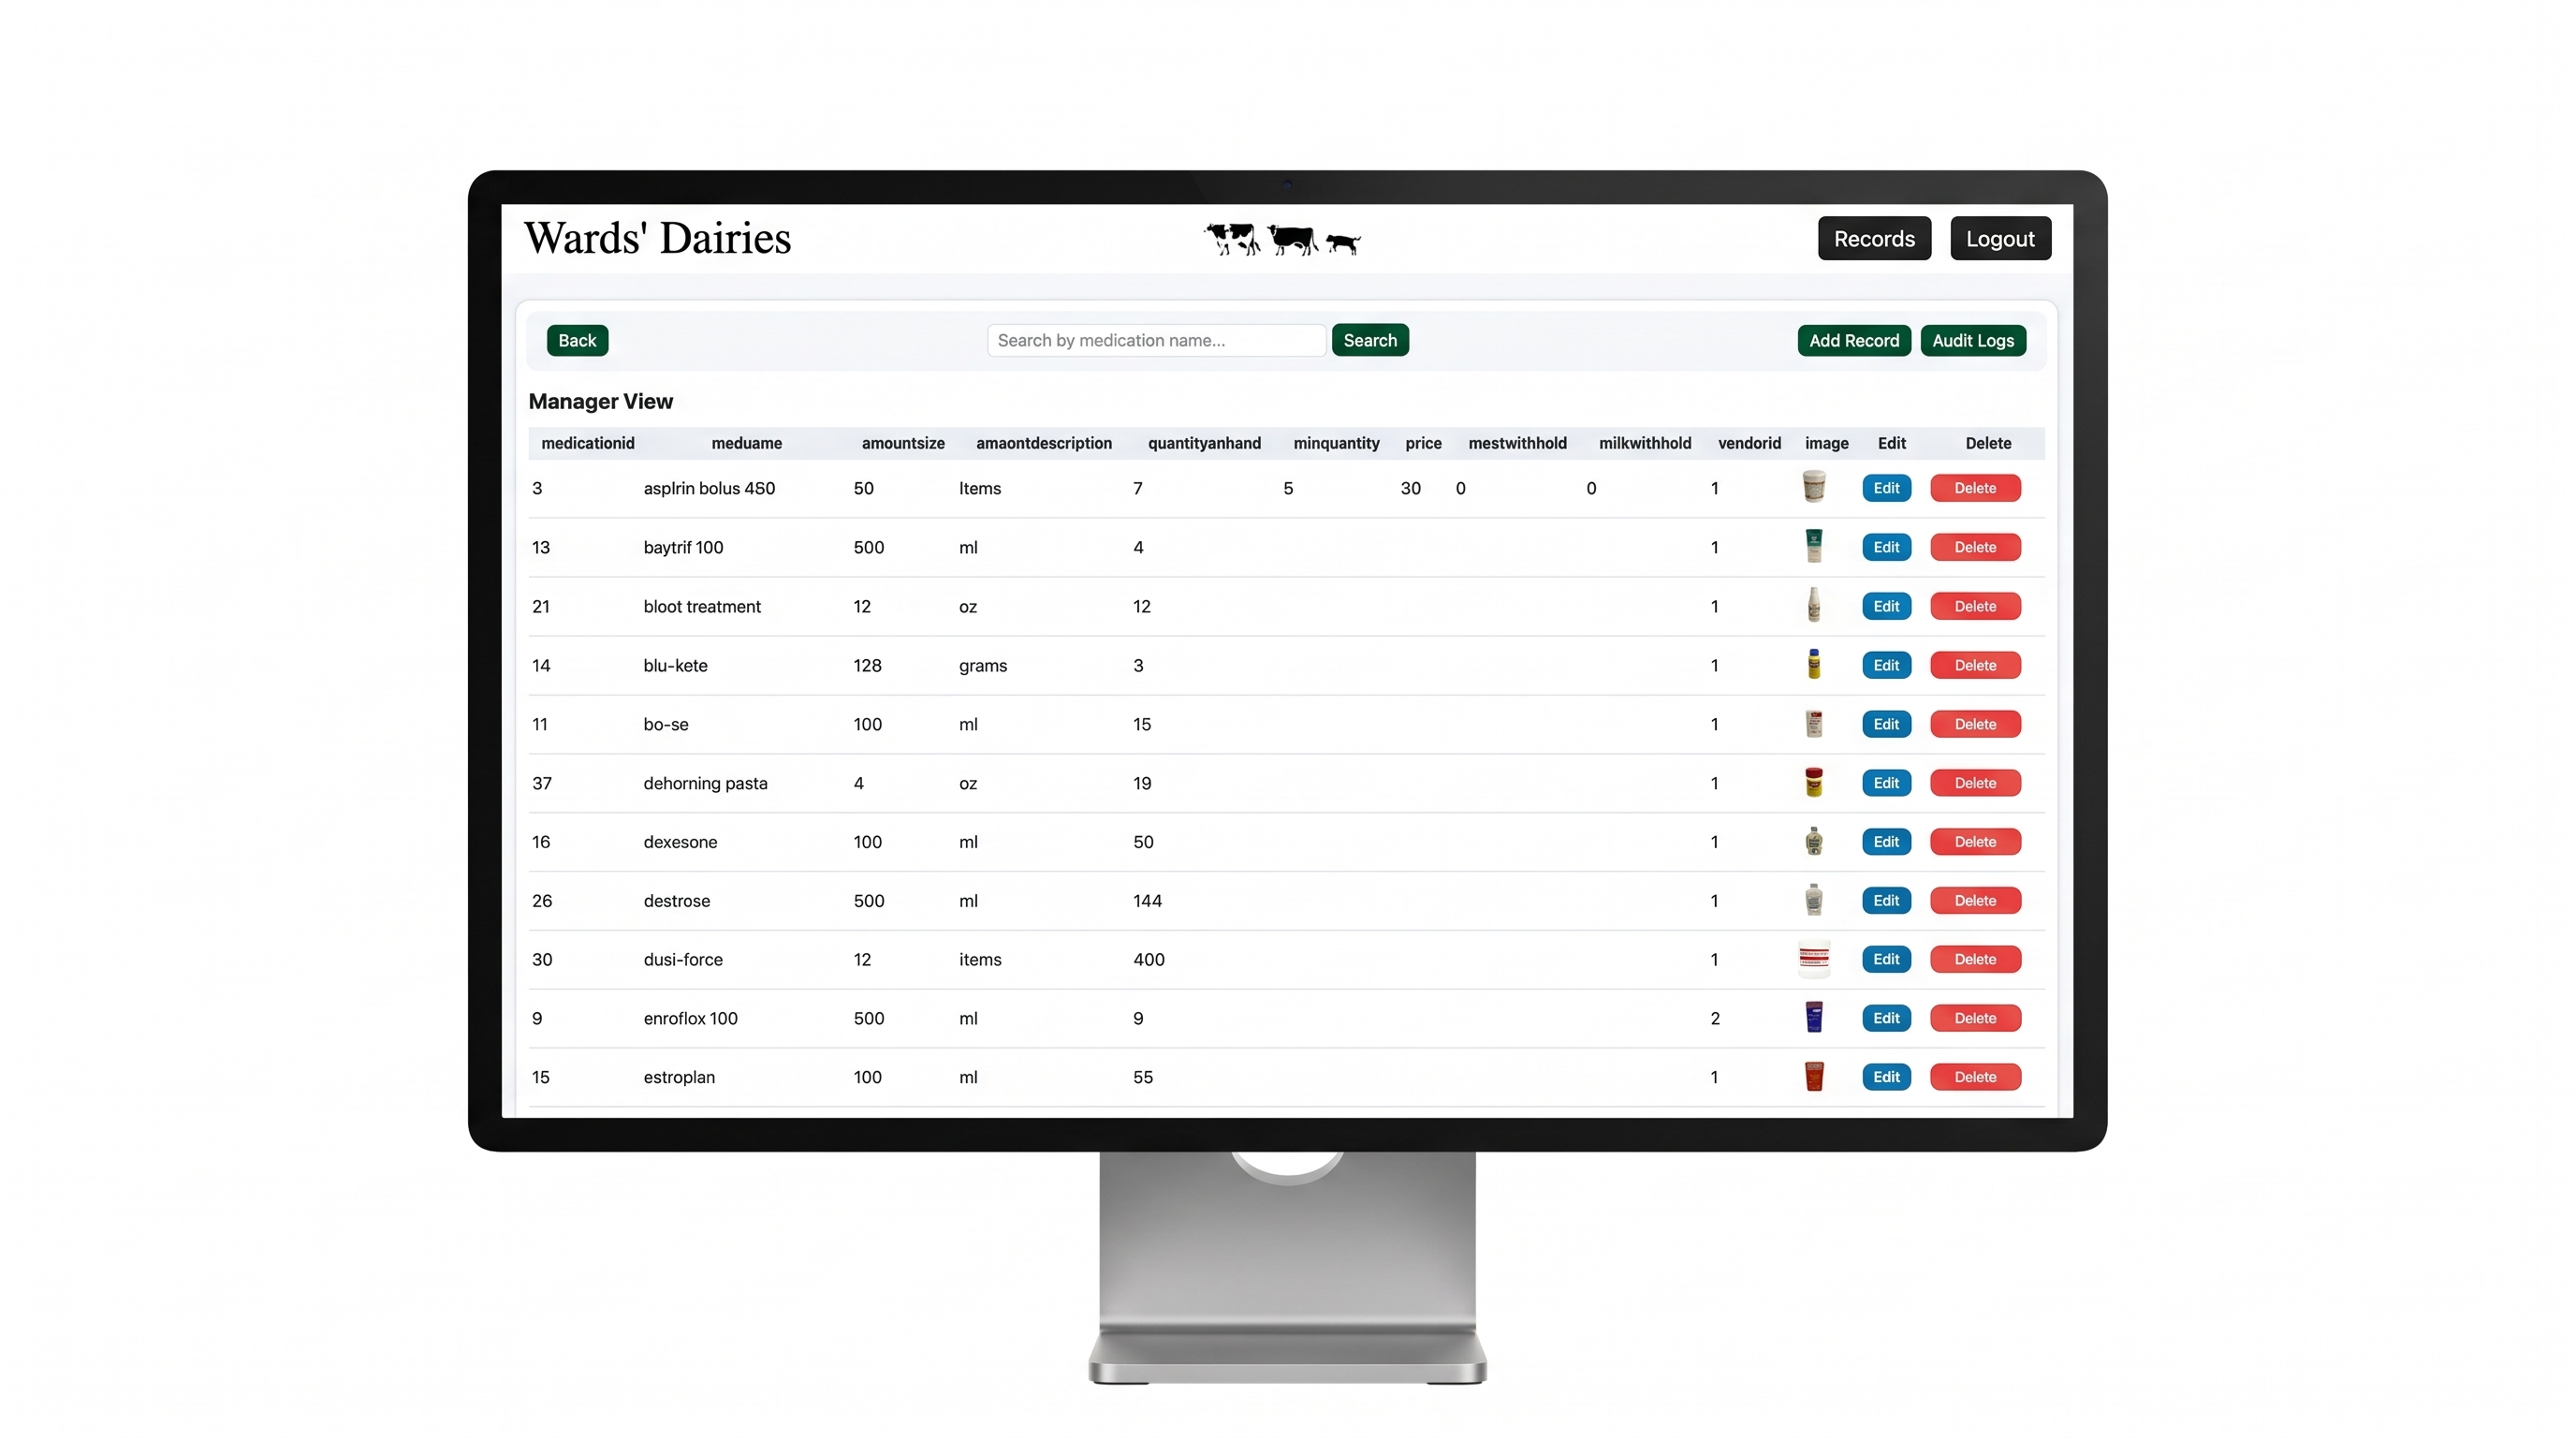 Wards' Dairies
Records Logout
Back Search by medication name... Search Add Record Audit Logs
Manager View
medicationid meduame amountsize amaontdescription quantityanhand minquantity price mestwithhold milkwithhold vendorid image Edit Delete
3 aspIrin bolus 4S0 50 Items 7 5 30 0 0 1 Edit Delete
13 baytrif 100 500 ml 4 1 Edit Delete
21 bloot treatment 12 oz 12 1 Edit Delete
14 blu-kete 128 grams 3 1 Edit Delete
11 bo-se 100 ml 15 1 Edit Delete
37 dehorning pasta 4 oz 19 1 Edit Delete
16 dexesone 100 ml 50 1 Edit Delete
26 destrose 500 ml 144 1 Edit Delete
30 dusi-force 12 items 400 1 Edit Delete
9 enroflox 100 500 ml 9 2 Edit Delete
15 estroplan 100 ml 55 1 Edit Delete